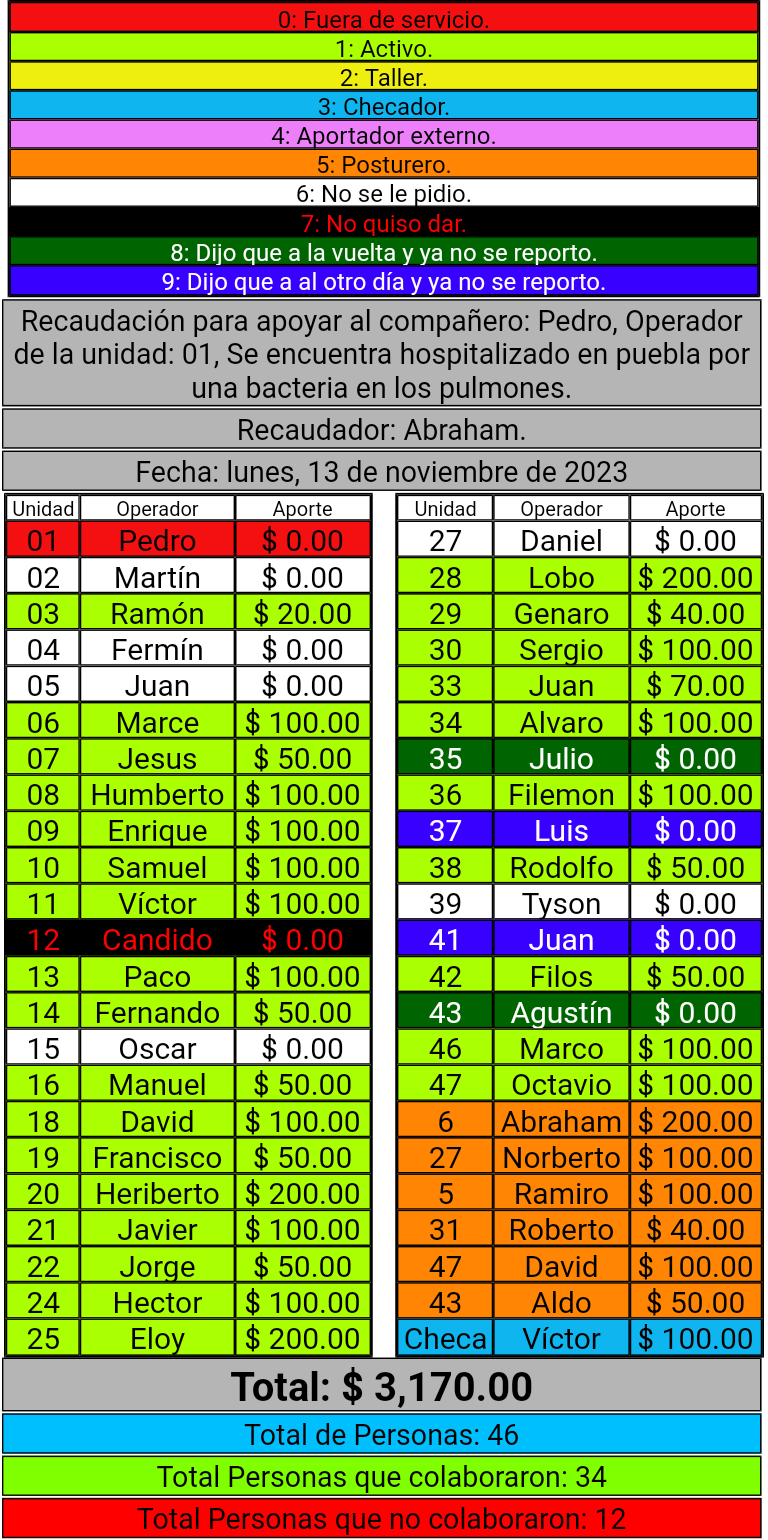 0: Fuera de servicio.
1: Activo.
2: Taller.
3: Checador.
4: Aportador externo.
5: Posturero.
6: No se le pidio.
7: No quiso dar.
8: Dijo que a la vuelta y ya no se reporto.
9: Dijo que a al otro día y ya no se reporto.
Recaudación para apoyar al compañero: Pedro, Operador
de la unidad: 01, Se encuentra hospitalizado en puebla por
una bacteria en los pulmones.
Recaudador: Abraham.
Fecha: lunes, 13 de noviembre de 2023
Unidad Operador Aporte
01 Pedro $ 0.00
02 Martín $ 0.00
03 Ramón $ 20.00
04 Fermín $ 0.00
05 Juan $ 0.00
06 Marce $ 100.00
07 Jesus $ 50.00
08 Humberto $ 100.00
09 Enrique $ 100.00
10 Samuel $ 100.00
11 Víctor $ 100.00
12 Candido $ 0.00
13 Paco $ 100.00
14 Fernando $ 50.00
15 Oscar $ 0.00
16 Manuel $ 50.00
18 David $ 100.00
19 Francisco $ 50.00
20 Heriberto $ 200.00
21 Javier $ 100.00
22 Jorge $ 50.00
24 Hector $ 100.00
25 Eloy $ 200.00
Unidad Operador Aporte
27 Daniel $ 0.00
28 Lobo $ 200.00
29 Genaro $ 40.00
30 Sergio $ 100.00
33 Juan $ 70.00
34 Alvaro $ 100.00
35 Julio $ 0.00
36 Filemon $ 100.00
37 Luis $ 0.00
38 Rodolfo $ 50.00
39 Tyson $ 0.00
41 Juan $ 0.00
42 Filos $ 50.00
43 Agustín $ 0.00
46 Marco $ 100.00
47 Octavio $ 100.00
6 Abraham $ 200.00
27 Norberto $ 100.00
5 Ramiro $ 100.00
31 Roberto $ 40.00
47 David $ 100.00
43 Aldo $ 50.00
Checa Víctor $ 100.00
Total: $ 3,170.00
Total de Personas: 46
Total Personas que colaboraron: 34
Total Personas que no colaboraron: 12